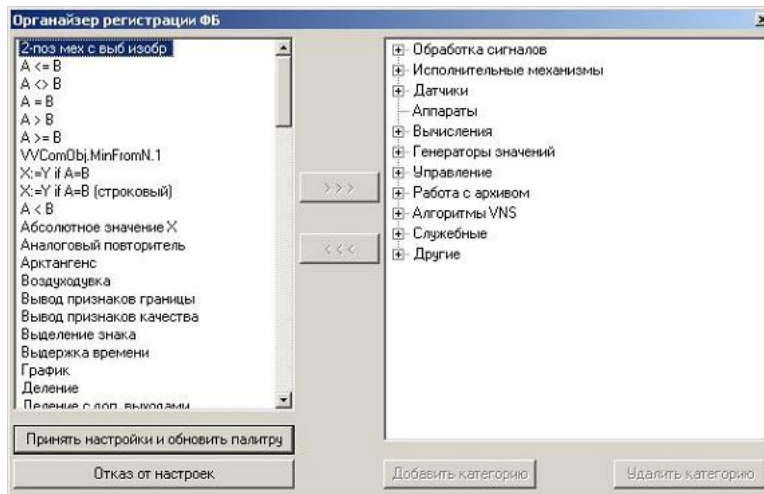 Органайзер регистрации ФБ
2-поз мех с выб изобр
A <= B
A <> B
A = B
A > B
A >= B
VVComObj.MinFromN.1
X:=Y if A=B
X:=Y if A=B (строковый)
A < B
Абсолютное значение X
Аналоговый повторитель
Арктангенс
Воздуходувка
Вывод признаков границы
Вывод признаков качества
Выделение знака
Выдержка времени
График
Деление
Деление с доп. выходами
Принять настройки и обновить палитру
Отказ от настроек
>>>
<<<
Обработка сигналов
Исполнительные механизмы
Датчики
Аппараты
Вычисления
Генераторы значений
Управление
Работа с архивом
Алгоритмы VNS
Служебные
Другие
Добавить категорию
Удалить категорию